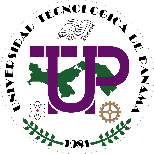 UNIVERSIDAD TECNOLOGICA DE PANAMA
UTP
1981